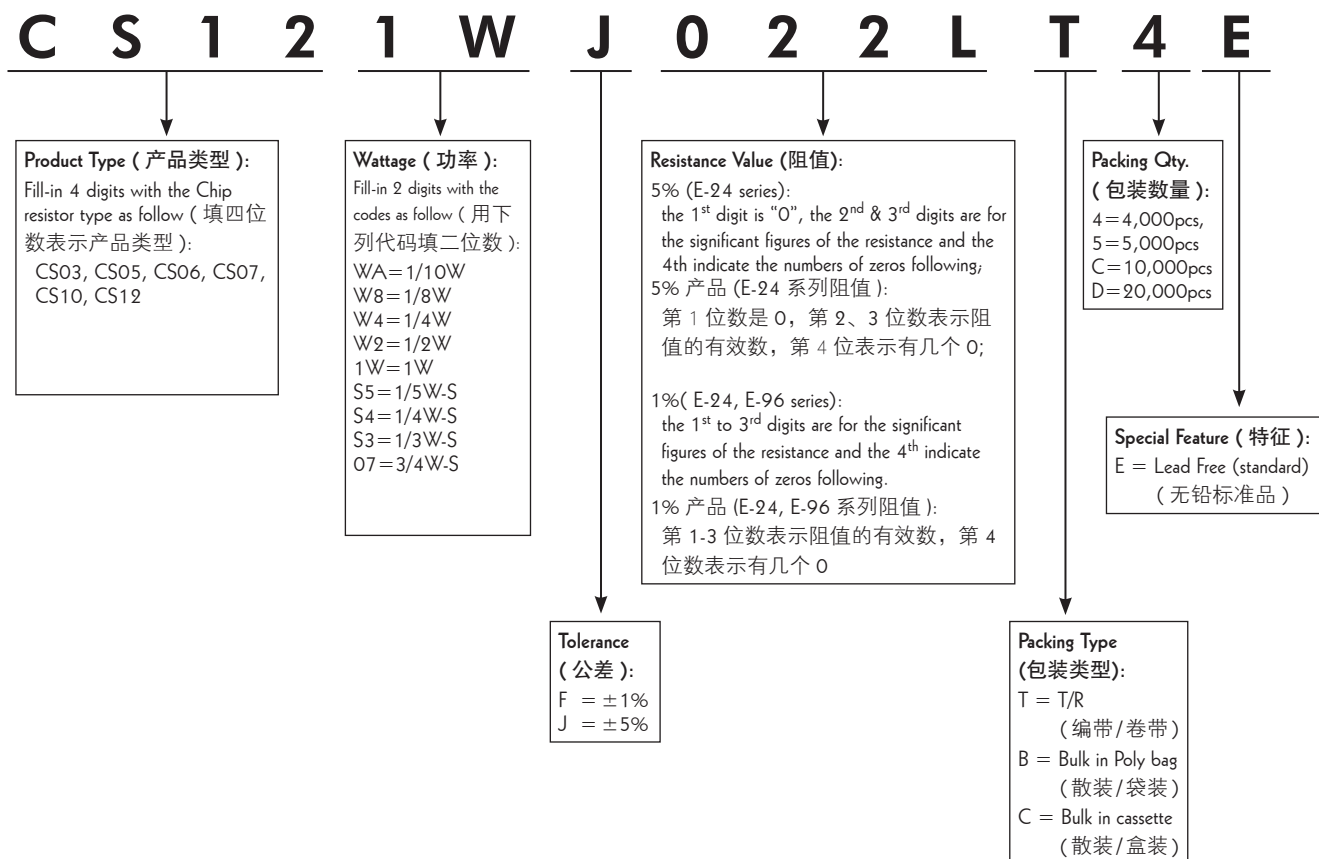 CS12 1W J 022L T 4 E
Product Type ( 产品类型 ):
Fill-in 4 digits with the Chip
resistor type as follow ( 填四位
数表示产品类型 ):
CS03, CS05, CS06, CS07,
CS10, CS12
Wattage ( 功率 ):
Fill-in 2 digits with the
codes as follow ( 用下
列代码填二位数 ):
WA=1/10W
W8=1/8W
W4=1/4W
W2=1/2W
1W=1W
S5=1/5W-S
S4=1/4W-S
S3=1/3W-S
07=3/4W-S
Resistance Value (阻值):
5% (E-24 series):
the 1st digit is “0”, the 2nd & 3rd digits are for
the significant figures of the resistance and the
4th indicate the numbers of zeros following;
5% 产品 (E-24 系列阻值 ):
第 1 位数是 0，第 2、3 位数表示阻
值的有效数，第 4 位表示有几个 0;
1%( E-24, E-96 series):
the 1st to 3rd digits are for the significant
figures of the resistance and the 4th indicate
the numbers of zeros following.
1% 产品 (E-24, E-96 系列阻值 ):
第 1-3 位数表示阻值的有效数，第 4
位数表示有几个 0
Packing Qty.
( 包装数量 ):
4=4,000pcs,
5=5,000pcs
C=10,000pcs
D=20,000pcs
Special Feature ( 特征 ):
E = Lead Free (standard)
( 无铅标准品 )
Tolerance
( 公差 ):
F = ±1%
J = ±5%
Packing Type
(包装类型):
T = T/R
( 编带/卷带 )
B = Bulk in Poly bag
( 散装/袋装 )
C = Bulk in cassette
( 散装/盒装 )